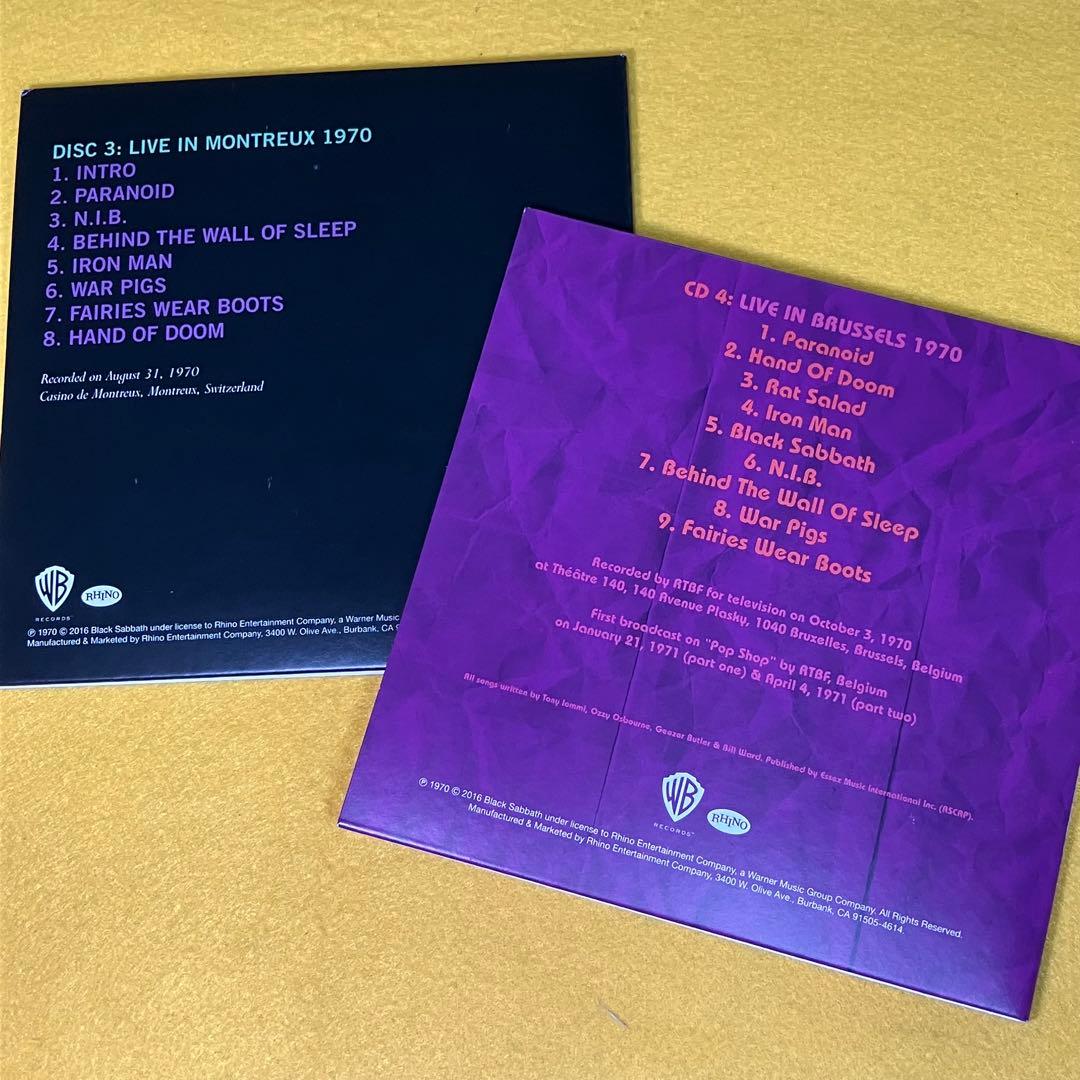 DISC 3: LIVE IN MONTREUX 1970
1. INTRO
2. PARANOID
3. N.I.B.
4. BEHIND THE WALL OF SLEEP
5. IRON MAN
6. WAR PIGS
7. FAIRIES WEAR BOOTS
8. HAND OF DOOM
Recorded on August 31, 1970
Casino de Montreux, Montreux, Switzerland
WB
RECORDS
RHINO
℗ 1970 © 2016 Black Sabbath under license to Rhino Entertainment Company, a Warner Music
Manufactured & Marketed by Rhino Entertainment Company, 3400 W. Olive Ave., Burbank, CA 9
CD 4: LIVE IN BRUSSELS 1970
1. Paranoid
2. Hand Of Doom
3. Rat Salad
4. Iron Man
5. Black Sabbath
6. N.I.B.
7. Behind The Wall Of Sleep
8. War Pigs
9. Fairies Wear Boots
Recorded by RTBF for television on October 3, 1970
at Théâtre 140, 140 Avenue Plasky, 1040 Bruxelles, Brussels, Belgium
First broadcast on "Pop Shop" by RTBF, Belgium
on January 21, 1971 (part one) & April 4, 1971 (part two)
All songs written by Tony Iommi, Ozzy Osbourne, Geezer Butler & Bill Ward. Published by Essex Music International Inc. (ASCAP).
WB
RECORDS™
RHINO
℗ 1970 © 2016 Black Sabbath under license to Rhino Entertainment Company, a Warner Music Group Company. All Rights Reserved.
Manufactured & Marketed by Rhino Entertainment Company, 3400 W. Olive Ave., Burbank, CA 91505-4614.